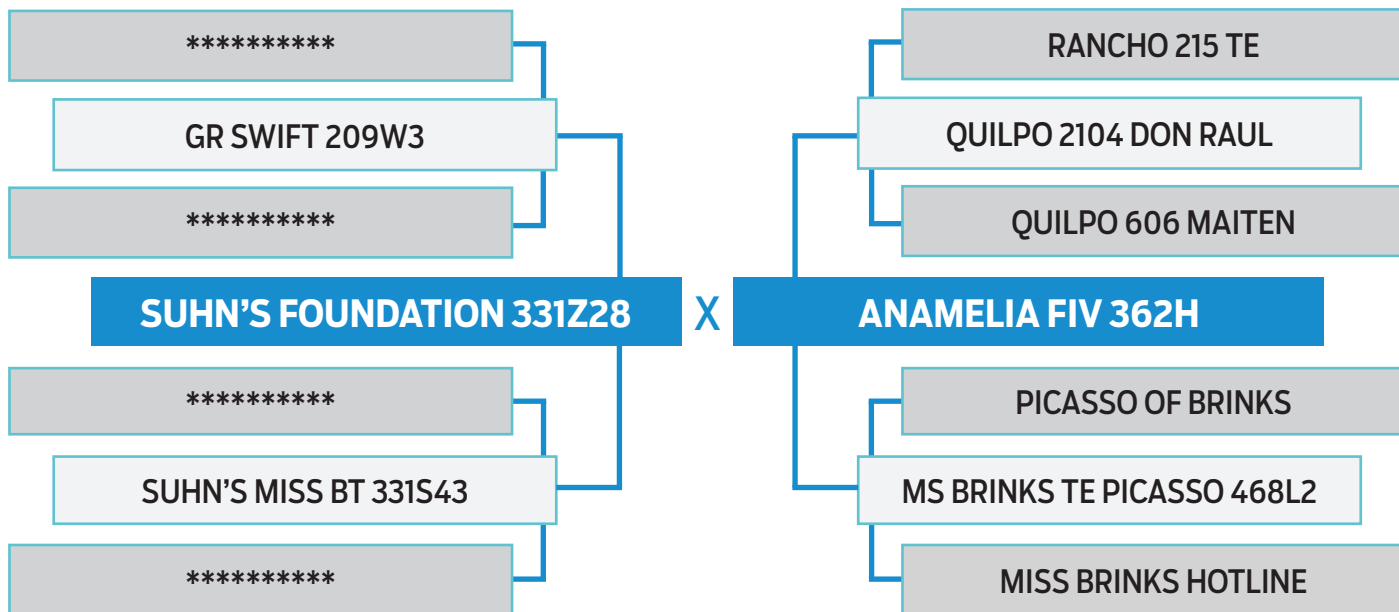 **********
GR SWIFT 209W3
**********
SUHN'S FOUNDATION 331Z28
**********
SUHN'S MISS BT 331S43
**********
X
RANCHO 215 TE
QUILPO 2104 DON RAUL
QUILPO 606 MAITEN
ANAMELIA FIV 362H
PICASSO OF BRINKS
MS BRINKS TE PICASSO 468L2
MISS BRINKS HOTLINE